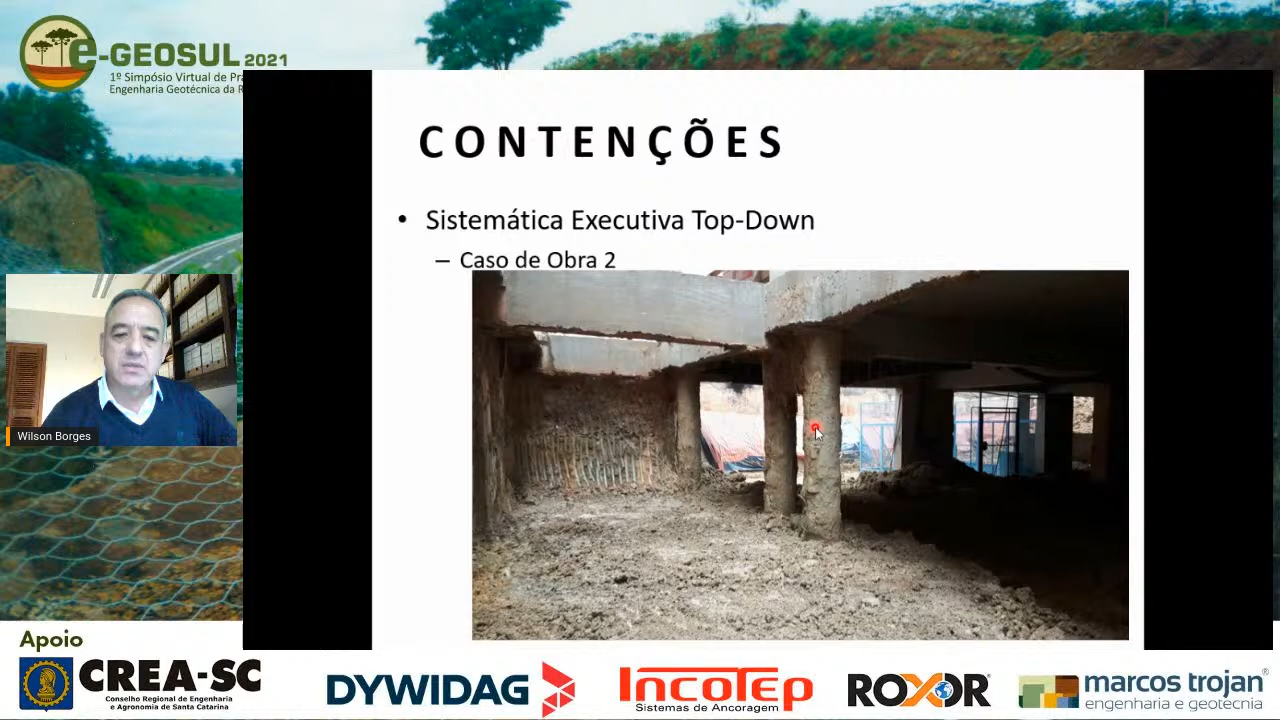 e-GEOSUL 2021
1º Simpósio Virtual de
Engenharia Geotécnica da
CONTENÇÕES
• Sistemática Executiva Top-Down
– Caso de Obra 2
Wilson Borges
Apoio
CREA-SC
Conselho Regional de Engenharia
e Agronomia de Santa Catarina
DYWIDAG
INCOTEP
Sistemas de Ancoragem
ROXOR®
marcos trojan®
engenharia e geotecnia